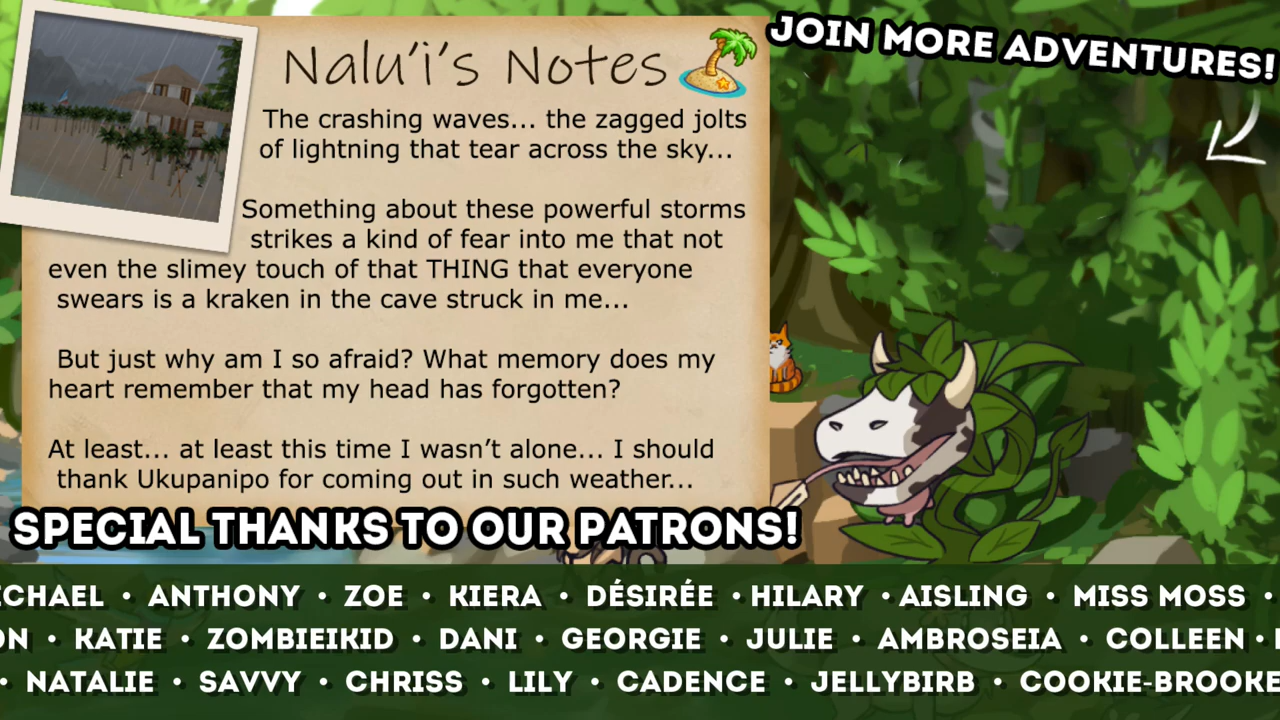 Nalu'i's Notes
JOIN MORE ADVENTURES!
The crashing waves... the zagged jolts
of lightning that tear across the sky...
Something about these powerful storms
strikes a kind of fear into me that not
even the slimey touch of that THING that everyone
swears is a kraken in the cave struck in me...
But just why am I so afraid? What memory does my
heart remember that my head has forgotten?
At least... at least this time I wasn't alone... I should
thank Ukupanipo for coming out in such weather...
SPECIAL THANKS TO OUR PATRONS!
ICHAEL • ANTHONY • ZOE • KIERA • DÉSIRÉE • HILARY • AISLING • MISS MOSS •
ON • KATIE • ZOMBIEIKID • DANI • GEORGIE • JULIE • AMBROSEIA • COLLEEN •
• NATALIE • SAVVY • CHRISS • LILY • CADENCE • JELLYBIRB • COOKIE-BROOKE